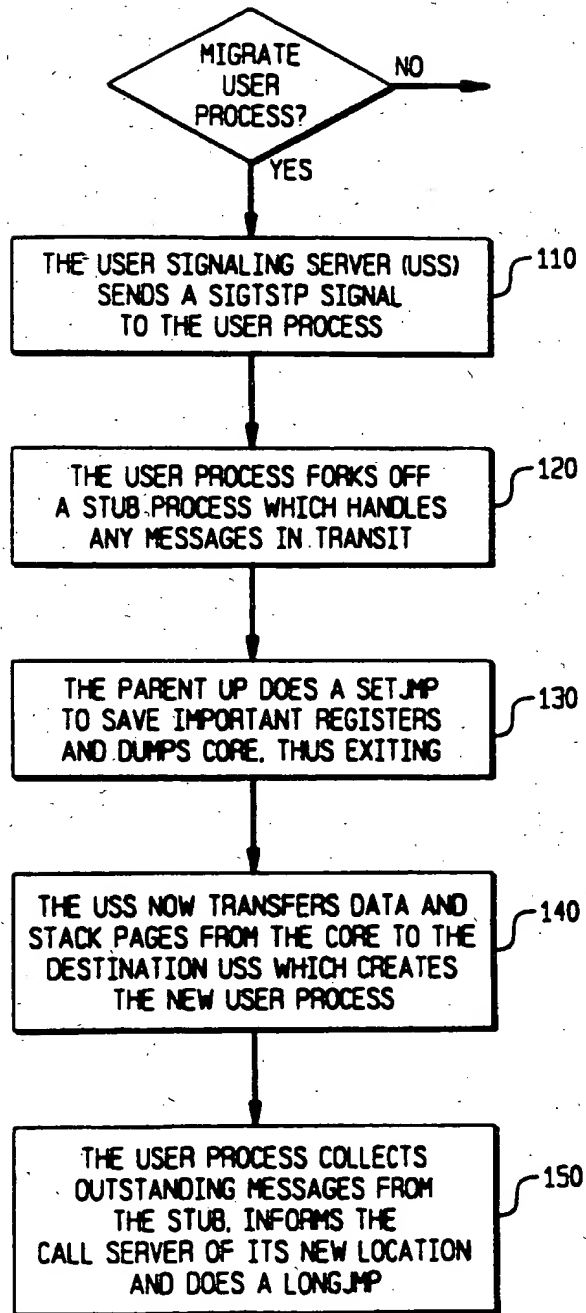 MIGRATE
USER
PROCESS?
NO
YES
THE USER SIGNALING SERVER (USS)
SENDS A SIGTSTP SIGNAL
TO THE USER PROCESS
110
THE USER PROCESS FORKS OFF
A STUB PROCESS WHICH HANDLES
ANY MESSAGES IN TRANSIT
120
THE PARENT UP DOES A SETJMP
TO SAVE IMPORTANT REGISTERS
AND DUMPS CORE, THUS EXITING
130
THE USS NOW TRANSFERS DATA AND
STACK PAGES FROM THE CORE TO THE
DESTINATION USS WHICH CREATES
THE NEW USER PROCESS
140
THE USER PROCESS COLLECTS
OUTSTANDING MESSAGES FROM
THE STUB, INFORMS THE
CALL SERVER OF ITS NEW LOCATION
AND DOES A LONGJMP
150